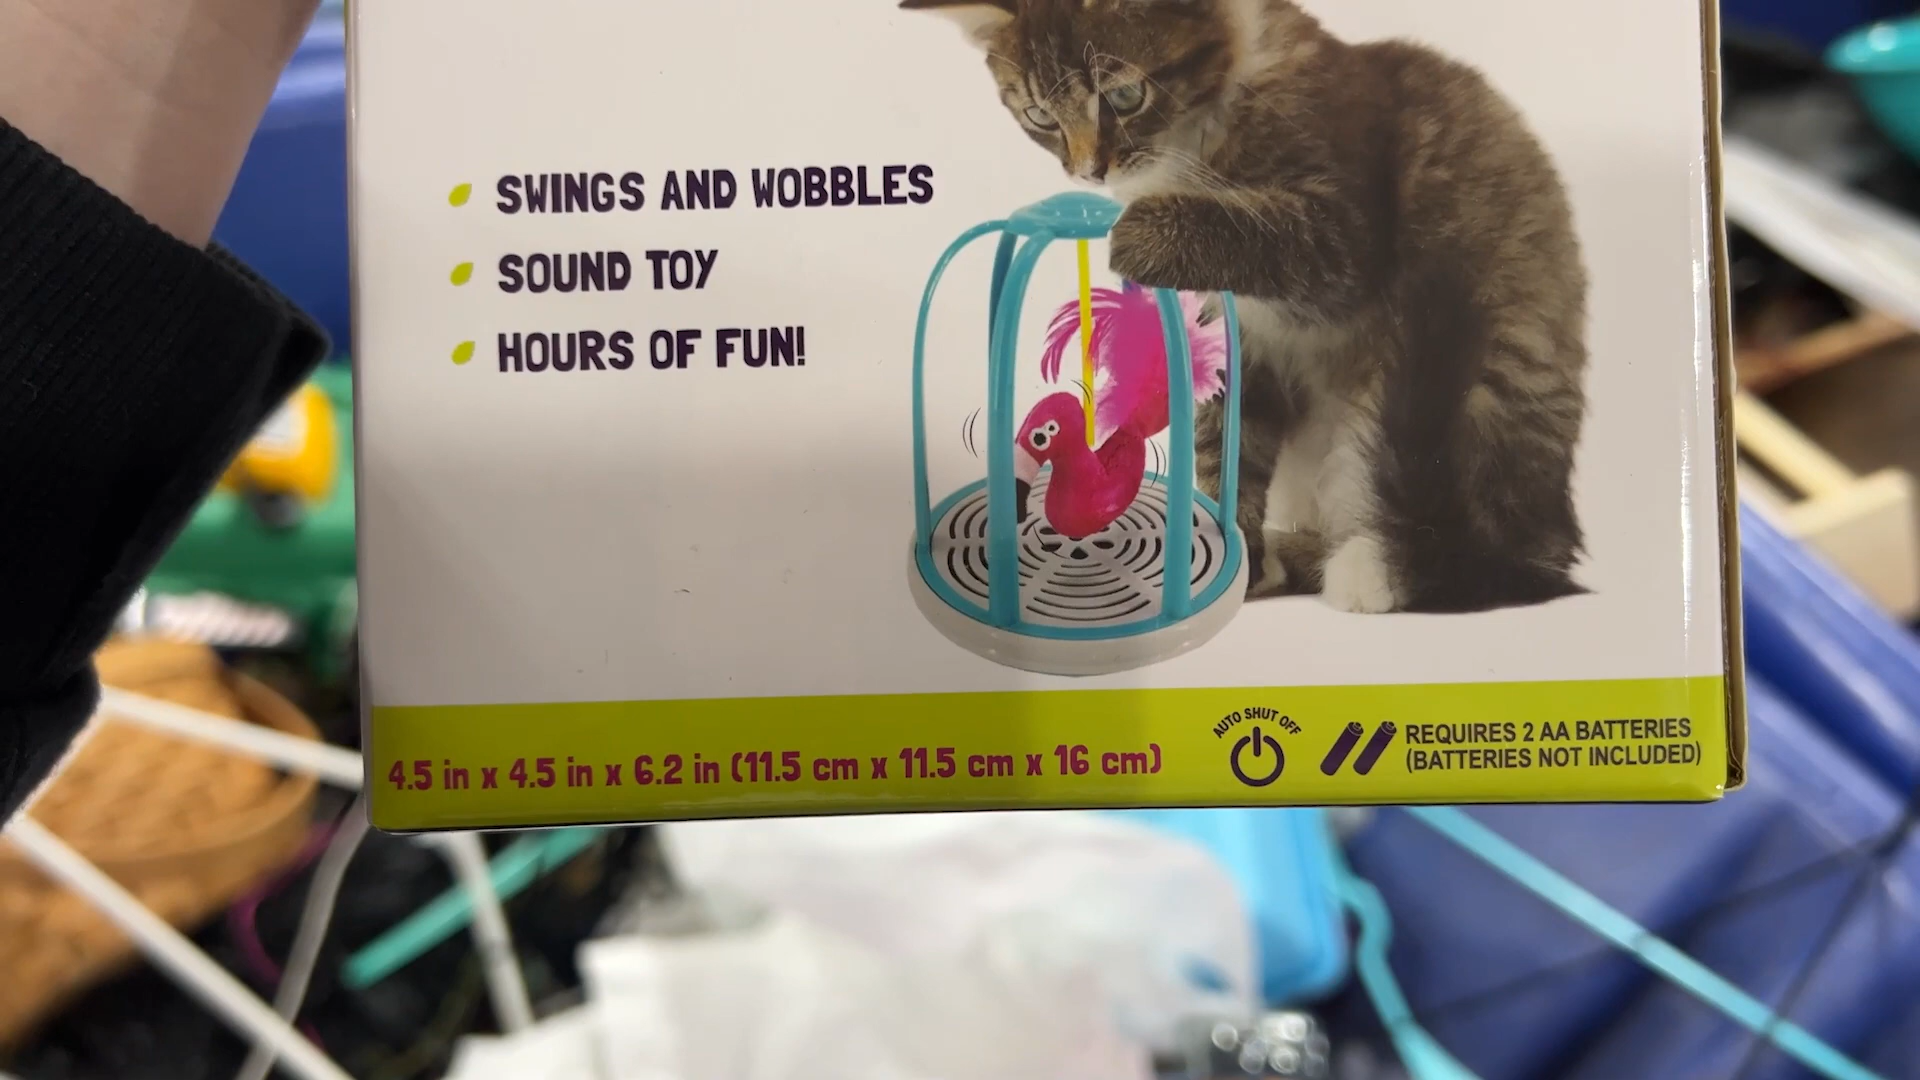 SWINGS AND WOBBLES
SOUND TOY
HOURS OF FUN!
4.5 in x 4.5 in x 6.2 in (11.5 cm x 11.5 cm x 16 cm)
AUTO SHUT OFF
REQUIRES 2 AA BATTERIES
(BATTERIES NOT INCLUDED)